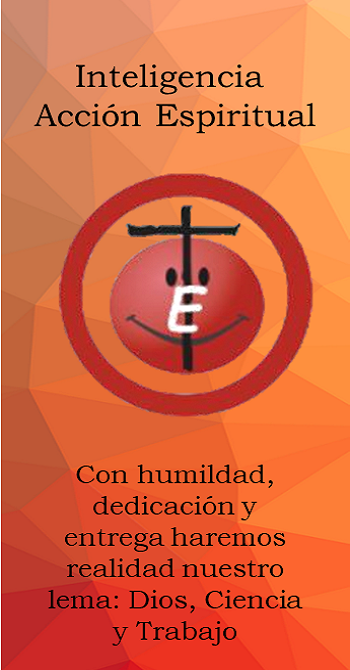 Inteligencia
Acción Espiritual
E
Con humildad,
dedicación y
entrega haremos
realidad nuestro
lema: Dios, Ciencia
y Trabajo